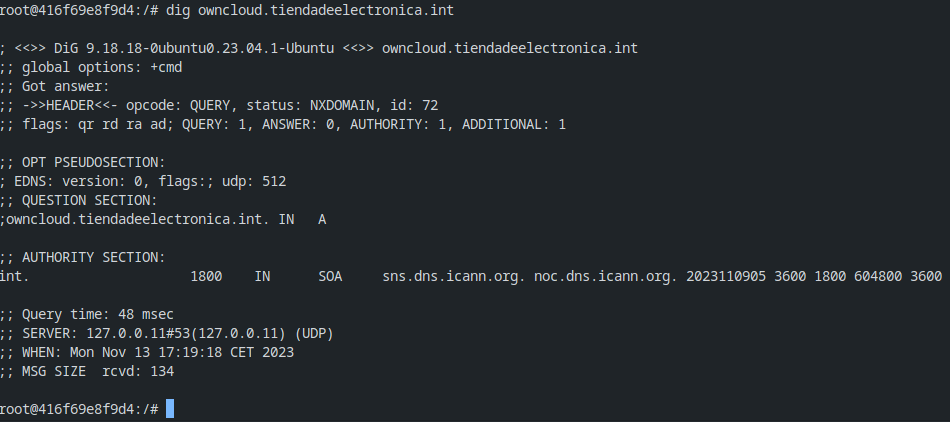 root@416f69e8f9d4:/# dig owncloud.tiendadeelectronica.int
; <<>> DiG 9.18.18-0ubuntu0.23.04.1-Ubuntu <<>> owncloud.tiendadeelectronica.int
;; global options: +cmd
;; Got answer:
;; ->>HEADER<<- opcode: QUERY, status: NXDOMAIN, id: 72
;; flags: qr rd ra ad; QUERY: 1, ANSWER: 0, AUTHORITY: 1, ADDITIONAL: 1
;; OPT PSEUDOSECTION:
; EDNS: version: 0, flags:; udp: 512
;; QUESTION SECTION:
;owncloud.tiendadeelectronica.int. IN A
;; AUTHORITY SECTION:
int. 1800 IN SOA sns.dns.icann.org. noc.dns.icann.org. 2023110905 3600 1800 604800 3600
;; Query time: 48 msec
;; SERVER: 127.0.0.11#53(127.0.0.11) (UDP)
;; WHEN: Mon Nov 13 17:19:18 CET 2023
;; MSG SIZE rcvd: 134
root@416f69e8f9d4:/#